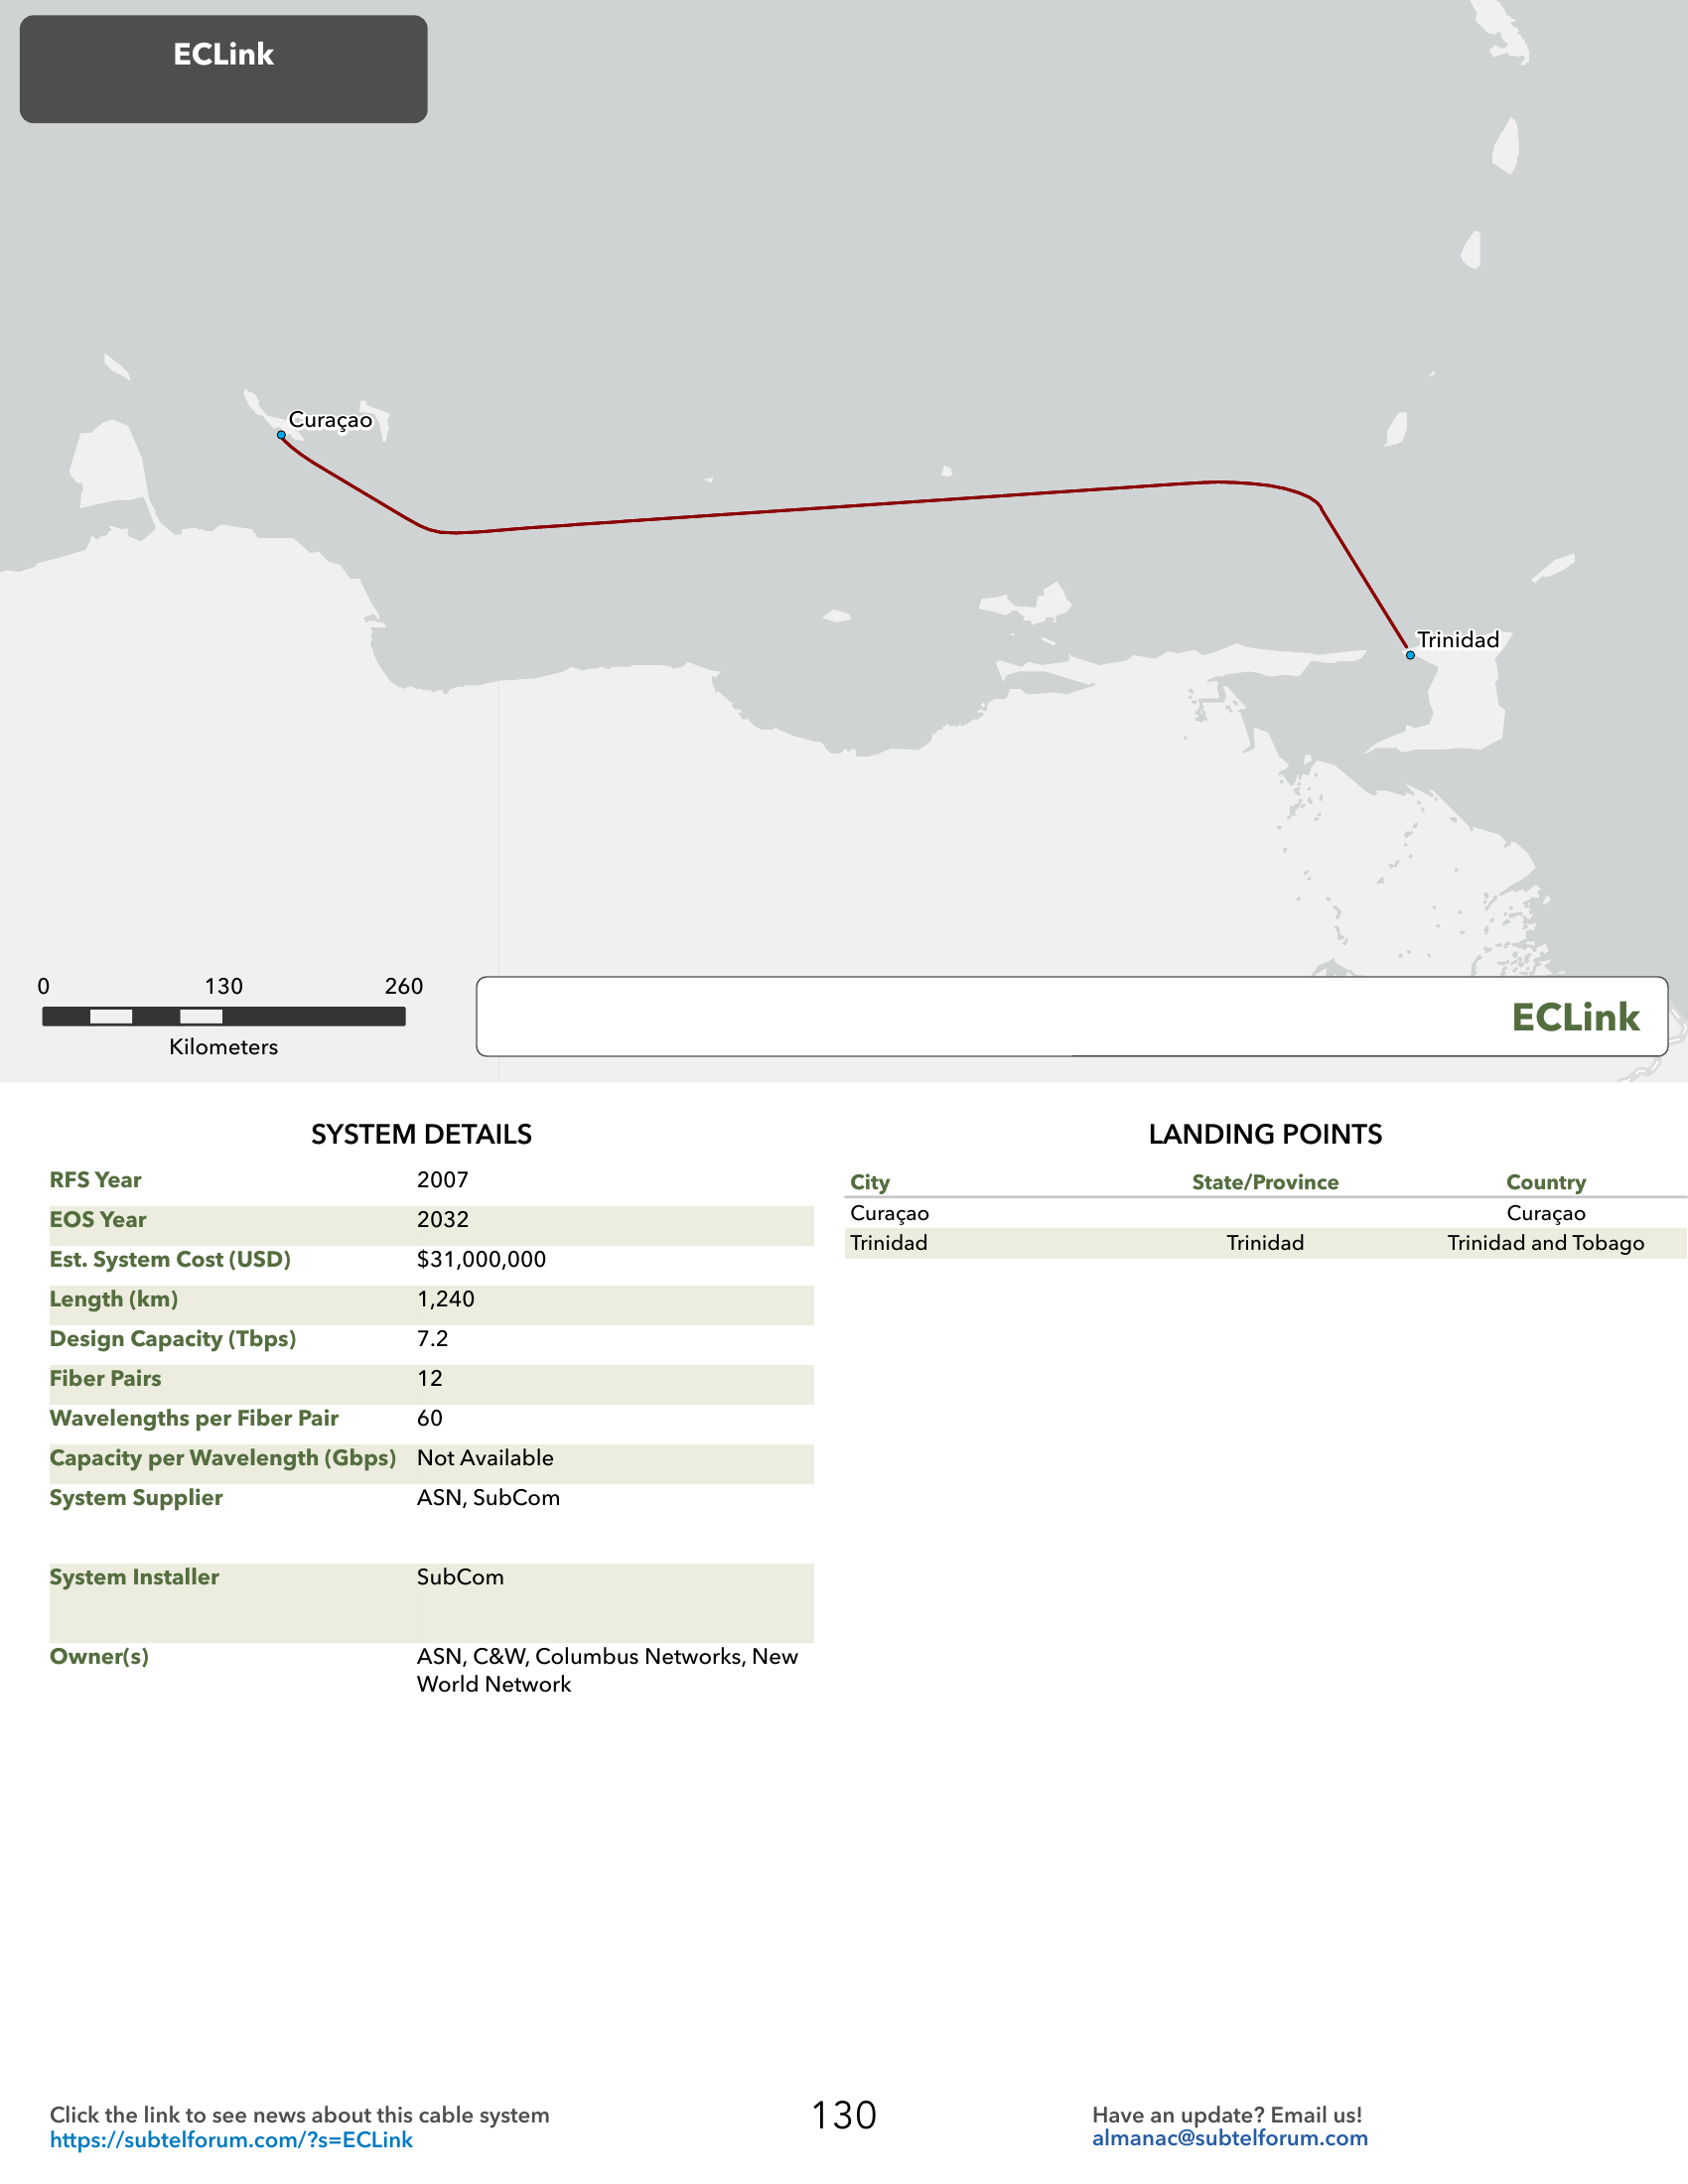 ECLink
Curaçao
Trinidad
0 130 260
Kilometers
ECLink
SYSTEM DETAILS
RFS Year 2007
EOS Year 2032
Est. System Cost (USD) $31,000,000
Length (km) 1,240
Design Capacity (Tbps) 7.2
Fiber Pairs 12
Wavelengths per Fiber Pair 60
Capacity per Wavelength (Gbps) Not Available
System Supplier ASN, SubCom
System Installer SubCom
Owner(s) ASN, C&W, Columbus Networks, New
World Network
LANDING POINTS
City State/Province Country
Curaçao Curaçao
Trinidad Trinidad Trinidad and Tobago
Click the link to see news about this cable system
https://subtelforum.com/?s=ECLink
130
Have an update? Email us!
almanac@subtelforum.com